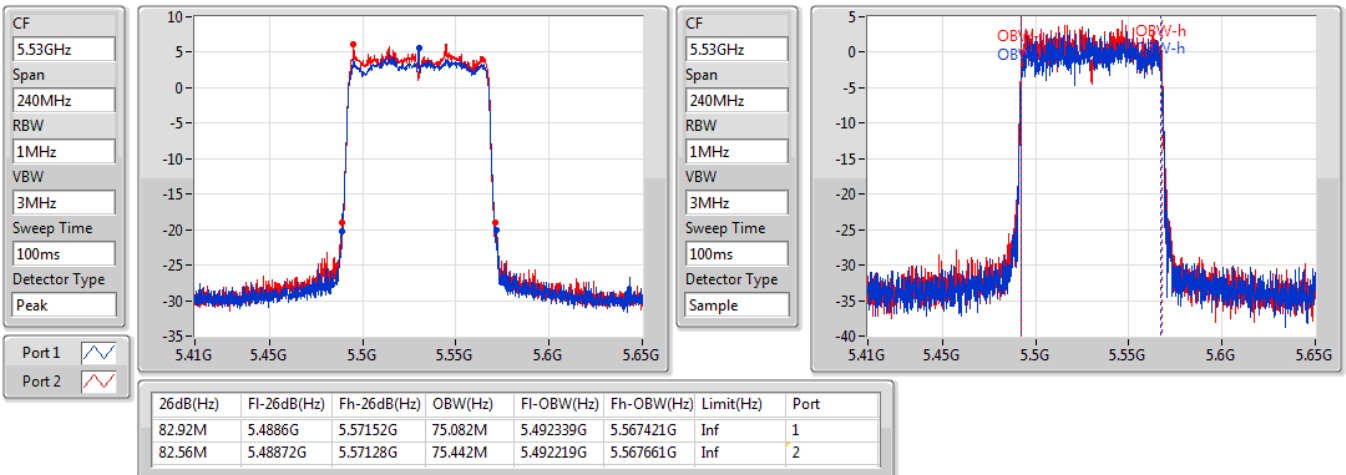 CF
5.53GHz
Span
240MHz
RBW
1MHz
VBW
3MHz
Sweep Time
100ms
Detector Type
Peak
Port 1
Port 2
10
5
0
-5
-10
-15
-20
-25
-30
-35
5.41G 5.45G 5.5G 5.55G 5.6G 5.65G
CF
5.53GHz
Span
240MHz
RBW
1MHz
VBW
3MHz
Sweep Time
100ms
Detector Type
Sample
5
0
-5
-10
-15
-20
-25
-30
-35
-40
OBW-h
5.41G 5.45G 5.5G 5.55G 5.6G 5.65G
26dB(Hz) Fl-26dB(Hz) Fh-26dB(Hz) OBW(Hz) Fl-OBW(Hz) Fh-OBW(Hz) Limit(Hz) Port
82.92M 5.4886G 5.57152G 75.082M 5.492339G 5.567421G Inf 1
82.56M 5.48872G 5.57128G 75.442M 5.492219G 5.567661G Inf 2